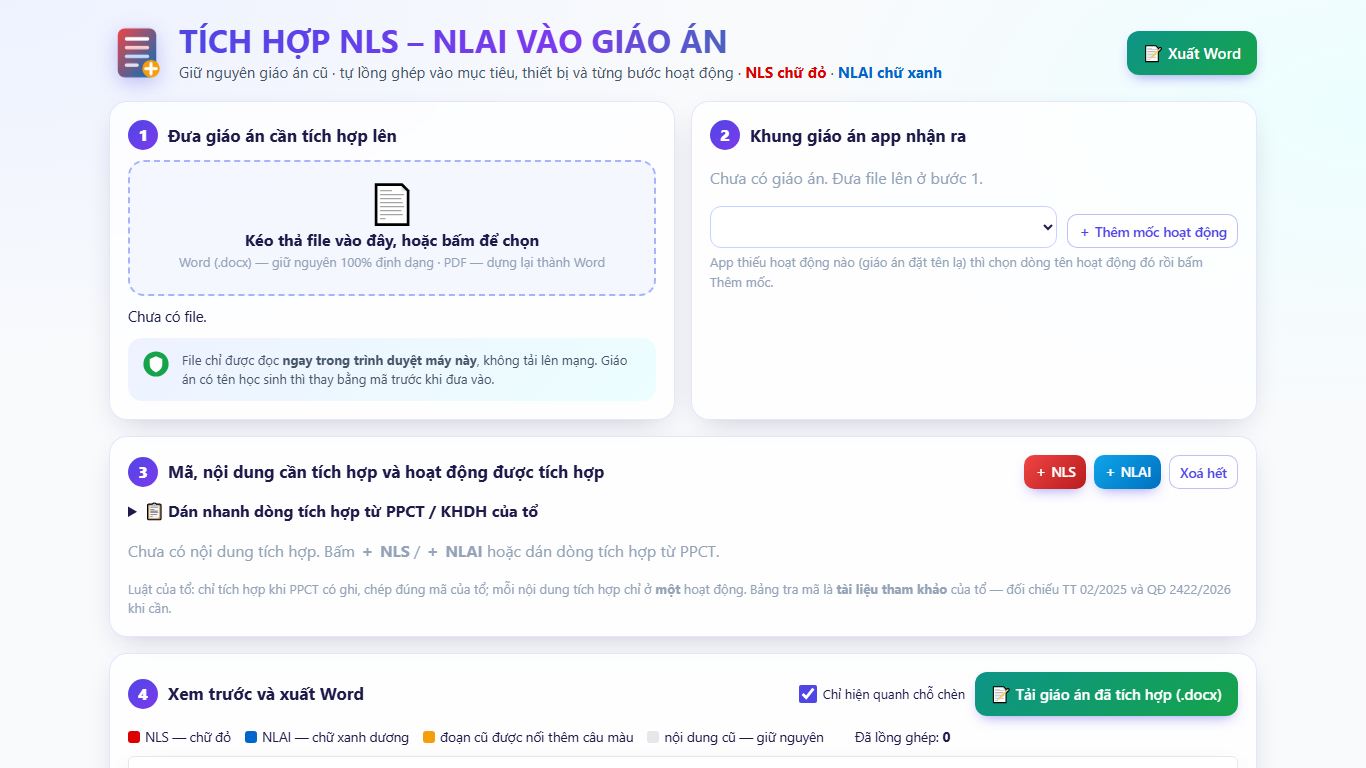 TÍCH HỢP NLS – NLAI VÀO GIÁO ÁN
Giữ nguyên giáo án cũ · tự lồng ghép vào mục tiêu, thiết bị và từng bước hoạt động · NLS chữ đỏ · NLAI chữ xanh
Xuất Word
1 Đưa giáo án cần tích hợp lên
Kéo thả file vào đây, hoặc bấm để chọn
Word (.docx) — giữ nguyên 100% định dạng · PDF — dựng lại thành Word
Chưa có file.
File chỉ được đọc ngay trong trình duyệt máy này, không tải lên mạng. Giáo
án có tên học sinh thì thay bằng mã trước khi đưa vào.
2 Khung giáo án app nhận ra
Chưa có giáo án. Đưa file lên ở bước 1.
+ Thêm mốc hoạt động
App thiếu hoạt động nào (giáo án đặt tên lạ) thì chọn dòng tên hoạt động đó rồi bấm
Thêm mốc.
3 Mã, nội dung cần tích hợp và hoạt động được tích hợp
+ NLS
+ NLAI
Xoá hết
Dán nhanh dòng tích hợp từ PPCT / KHDH của tổ
Chưa có nội dung tích hợp. Bấm + NLS / + NLAI hoặc dán dòng tích hợp từ PPCT.
Luật của tổ: chỉ tích hợp khi PPCT có ghi, chép đúng mã của tổ; mỗi nội dung tích hợp chỉ ở một hoạt động. Bảng tra mã là tài liệu tham khảo của tổ — đối chiếu TT 02/2025 và QĐ 2422/2026
khi cần.
4 Xem trước và xuất Word
Chỉ hiện quanh chỗ chèn
Tải giáo án đã tích hợp (.docx)
NLS — chữ đỏ
NLAI — chữ xanh dương
đoạn cũ được nối thêm câu màu
nội dung cũ — giữ nguyên
Đã lồng ghép: 0